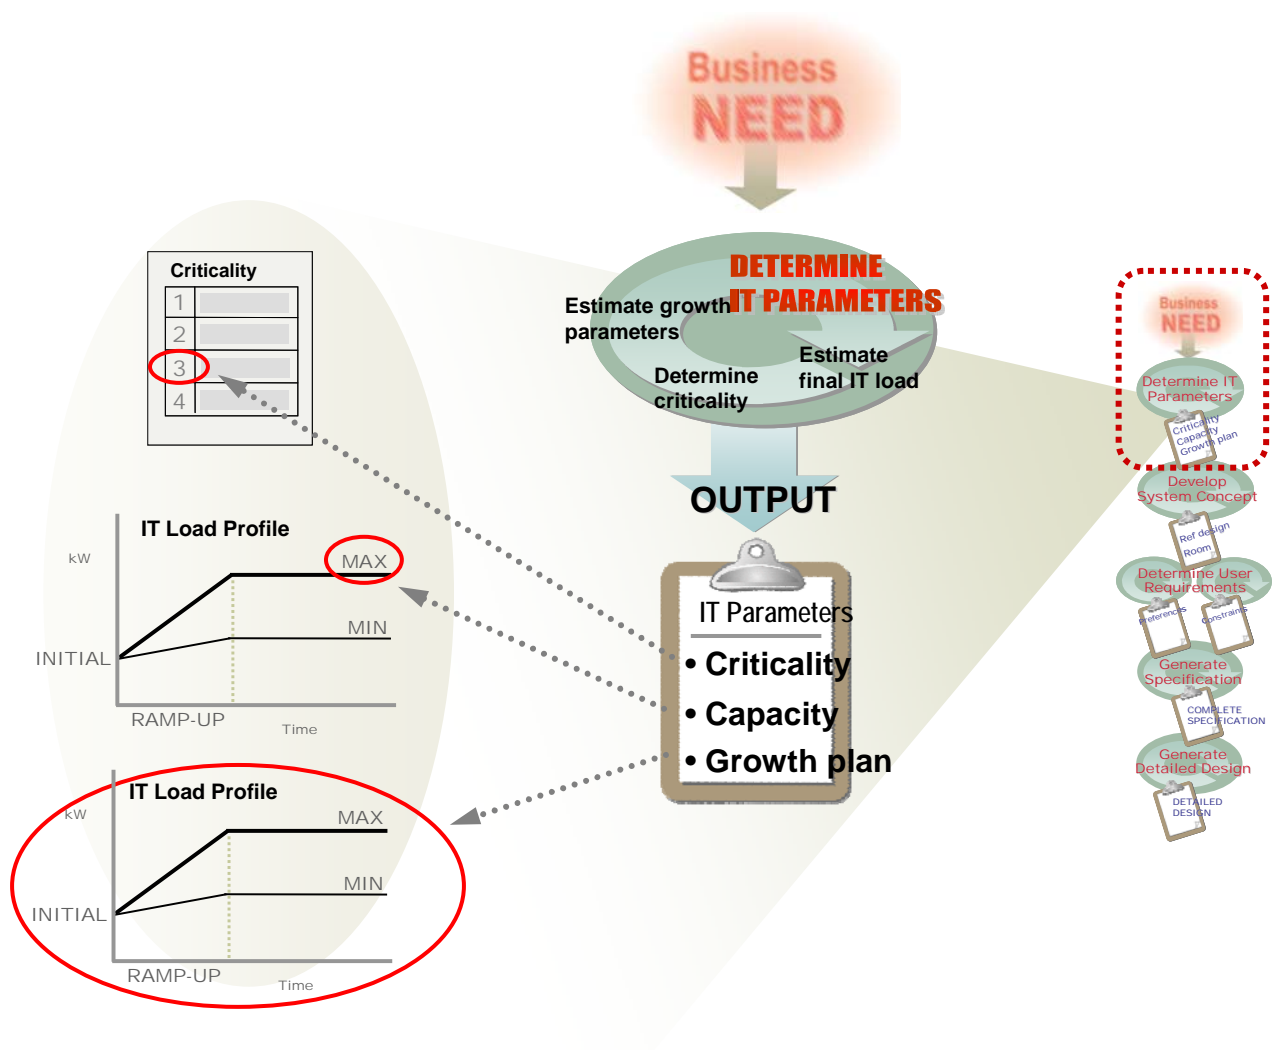 Business
NEED
DETERMINE
IT PARAMETERS
Estimate growth
parameters
Determine
criticality
Estimate
final IT load
OUTPUT
IT Parameters
• Criticality
• Capacity
• Growth plan
Criticality
1
2
3
4
IT Load Profile
kW
MAX
MIN
INITIAL
RAMP-UP
Time
IT Load Profile
kW
MAX
MIN
INITIAL
RAMP-UP
Time
Business
NEED
Determine IT
Parameters
Criticality
Capacity
Growth plan
Develop
System Concept
Ref design
Room
Determine User
Requirements
Preferences
Constraints
Generate
Specification
COMPLETE
SPECIFICATION
Generate
Detailed Design
DETAILED
DESIGN